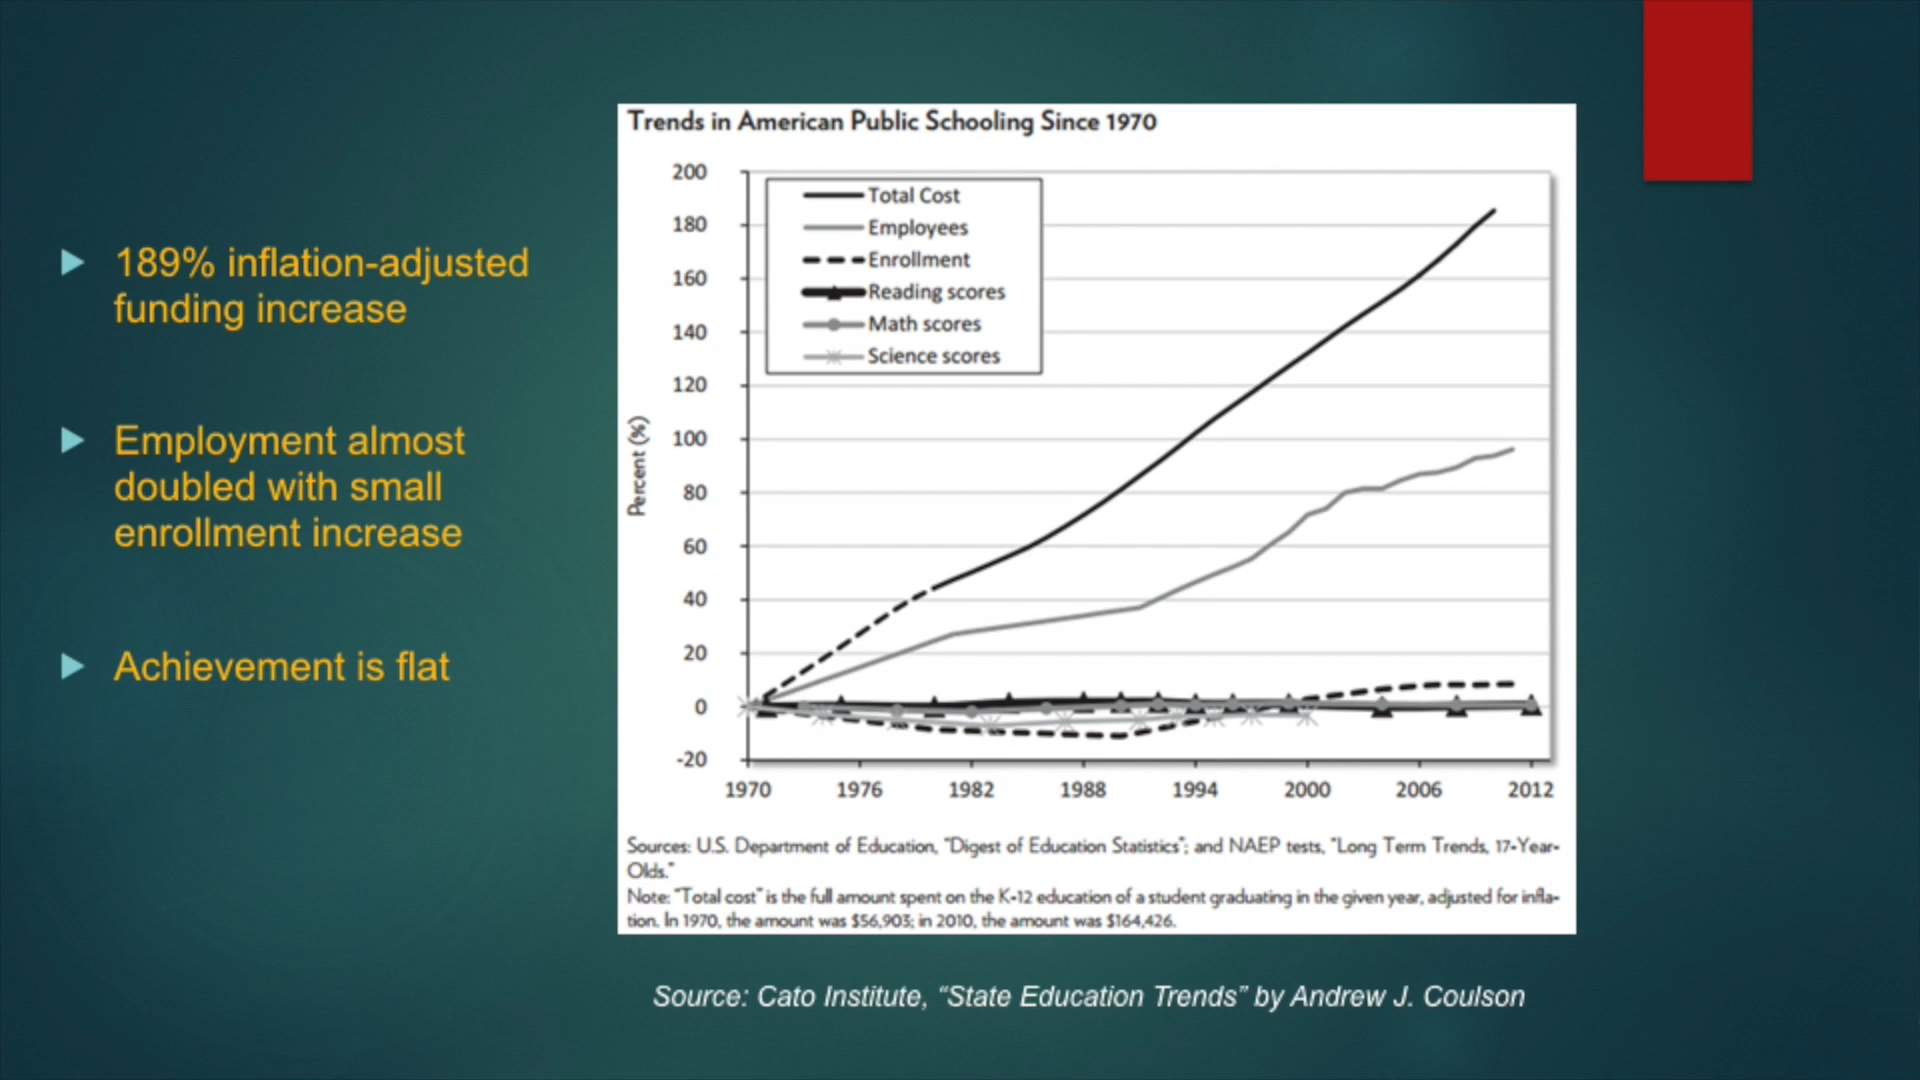 189% inflation-adjusted
funding increase
Employment almost
doubled with small
enrollment increase
Achievement is flat
Trends in American Public Schooling Since 1970
200
180
160
140
120
100
80
60
40
20
0
-20
Percent (%)
Total Cost
Employees
Enrollment
Reading scores
Math scores
Science scores
1970 1976 1982 1988 1994 2000 2006 2012
Sources: U.S. Department of Education, "Digest of Education Statistics"; and NAEP tests, "Long Term Trends, 17-Year-
Olds."
Note: "Total cost" is the full amount spent on the K-12 education of a student graduating in the given year, adjusted for infla-
tion. In 1970, the amount was $56,903; in 2010, the amount was $164,426.
Source: Cato Institute, “State Education Trends” by Andrew J. Coulson